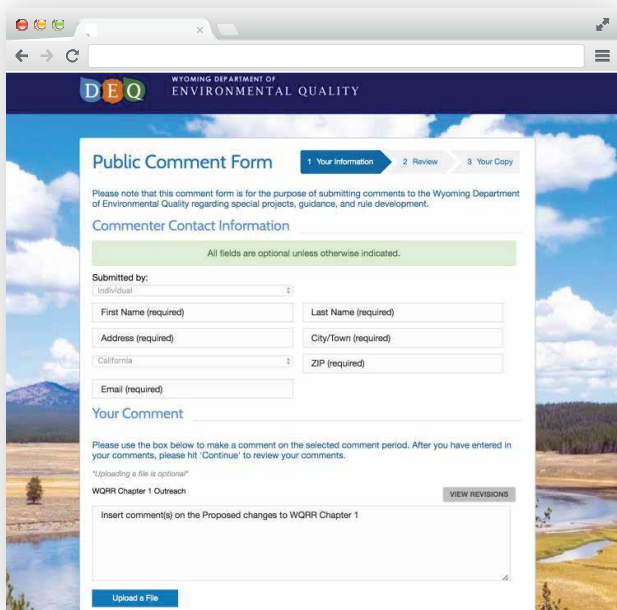 DEQ
WYOMING DEPARTMENT OF
ENVIRONMENTAL QUALITY
Public Comment Form
1 Your Information
2 Review
3 Your Copy
Please note that this comment form is for the purpose of submitting comments to the Wyoming Department
of Environmental Quality regarding special projects, guidance, and rule development.
Commenter Contact Information
All fields are optional unless otherwise indicated.
Submitted by:
Individual
First Name (required)
Last Name (required)
Address (required)
City/Town (required)
California
ZIP (required)
Email (required)
Your Comment
Please use the box below to make a comment on the selected comment period. After you have entered in
your comments, please hit 'Continue' to review your comments.
*Uploading a file is optional*
WQRR Chapter 1 Outreach
VIEW REVISIONS
Insert comment(s) on the Proposed changes to WQRR Chapter 1
Upload a File